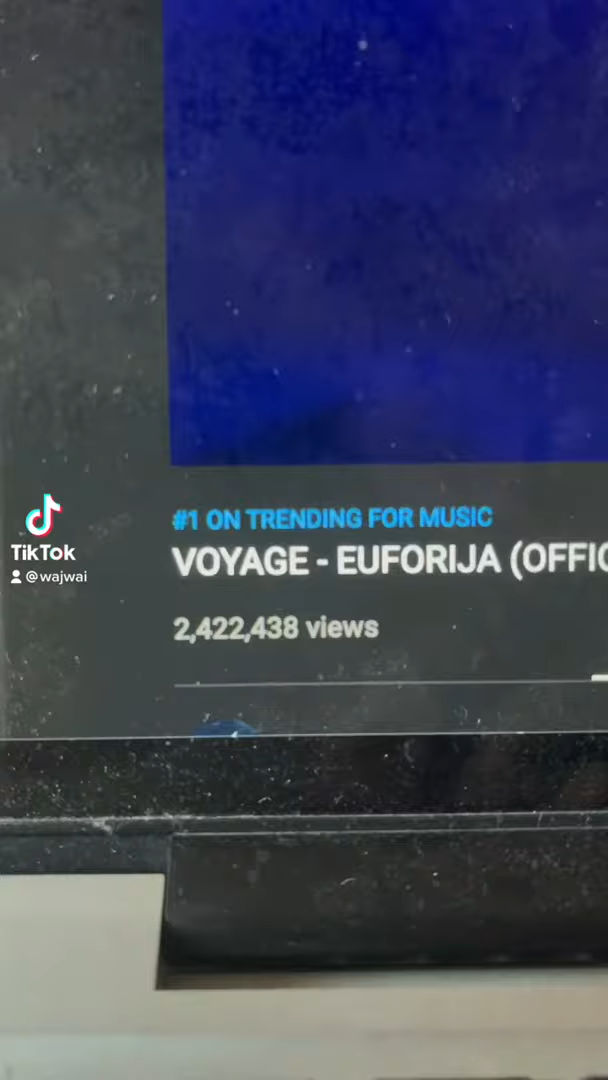 #1 ON TRENDING FOR MUSIC
VOYAGE - EUFORIJA (OFFIC
2,422,438 views
TikTok
@wajwai